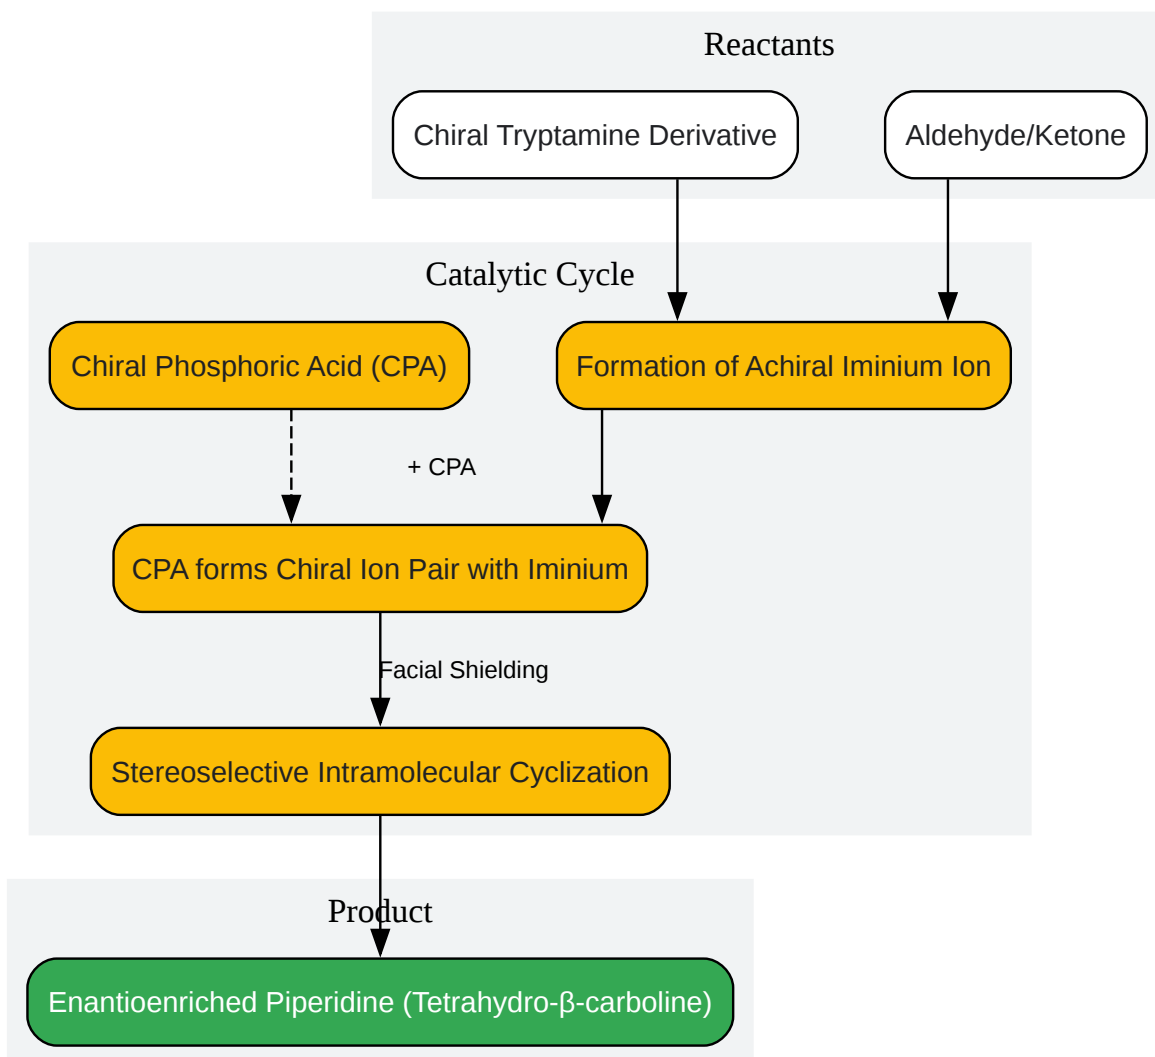 Reactants
Chiral Tryptamine Derivative
Aldehyde/Ketone
Catalytic Cycle
Chiral Phosphoric Acid (CPA)
Formation of Achiral Iminium Ion
+ CPA
CPA forms Chiral Ion Pair with Iminium
Facial Shielding
Stereoselective Intramolecular Cyclization
Product
Enantioenriched Piperidine (Tetrahydro-β-carboline)